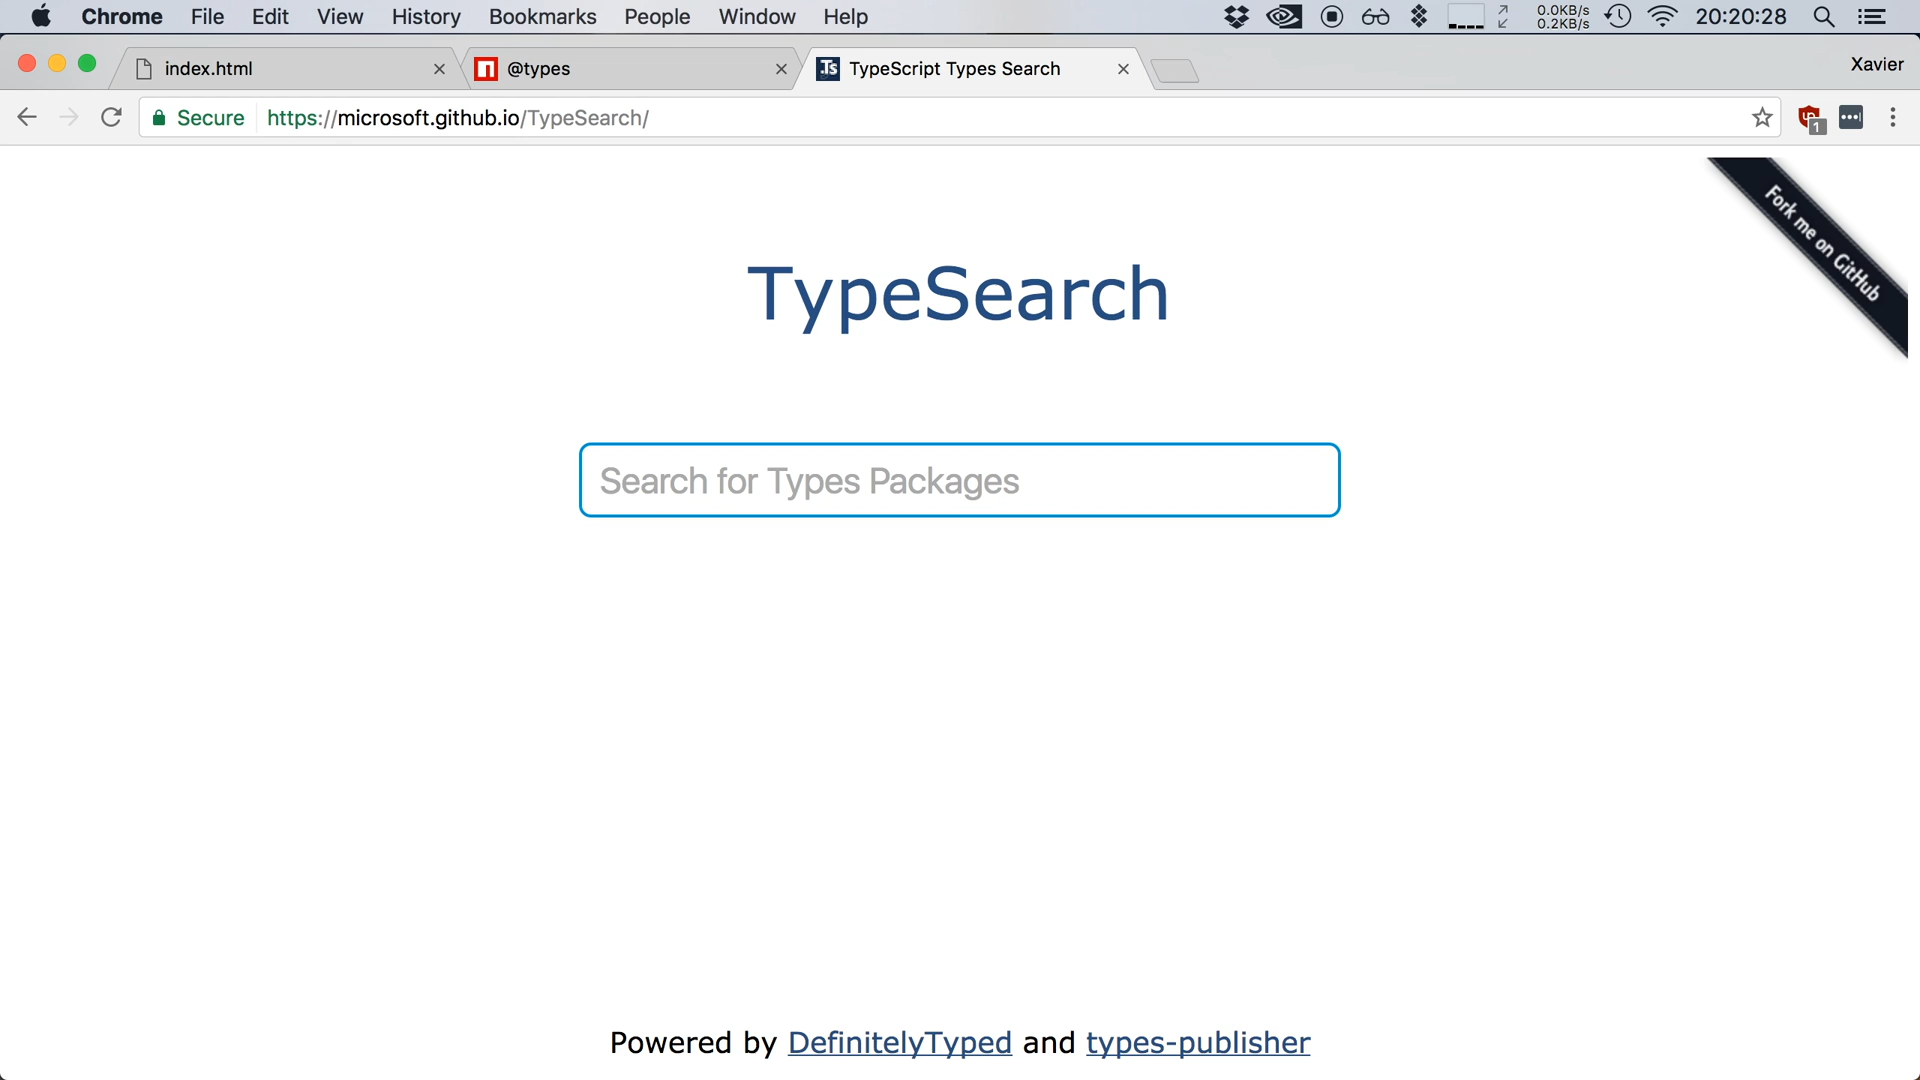 Chrome File Edit View History Bookmarks People Window Help 0.0KB/s 0.2KB/s 20:20:28
index.html @types TypeScript Types Search Xavier
Secure https://microsoft.github.io/TypeSearch/ 1
Fork me on GitHub
TypeSearch
Search for Types Packages
Powered by DefinitelyTyped and types-publisher